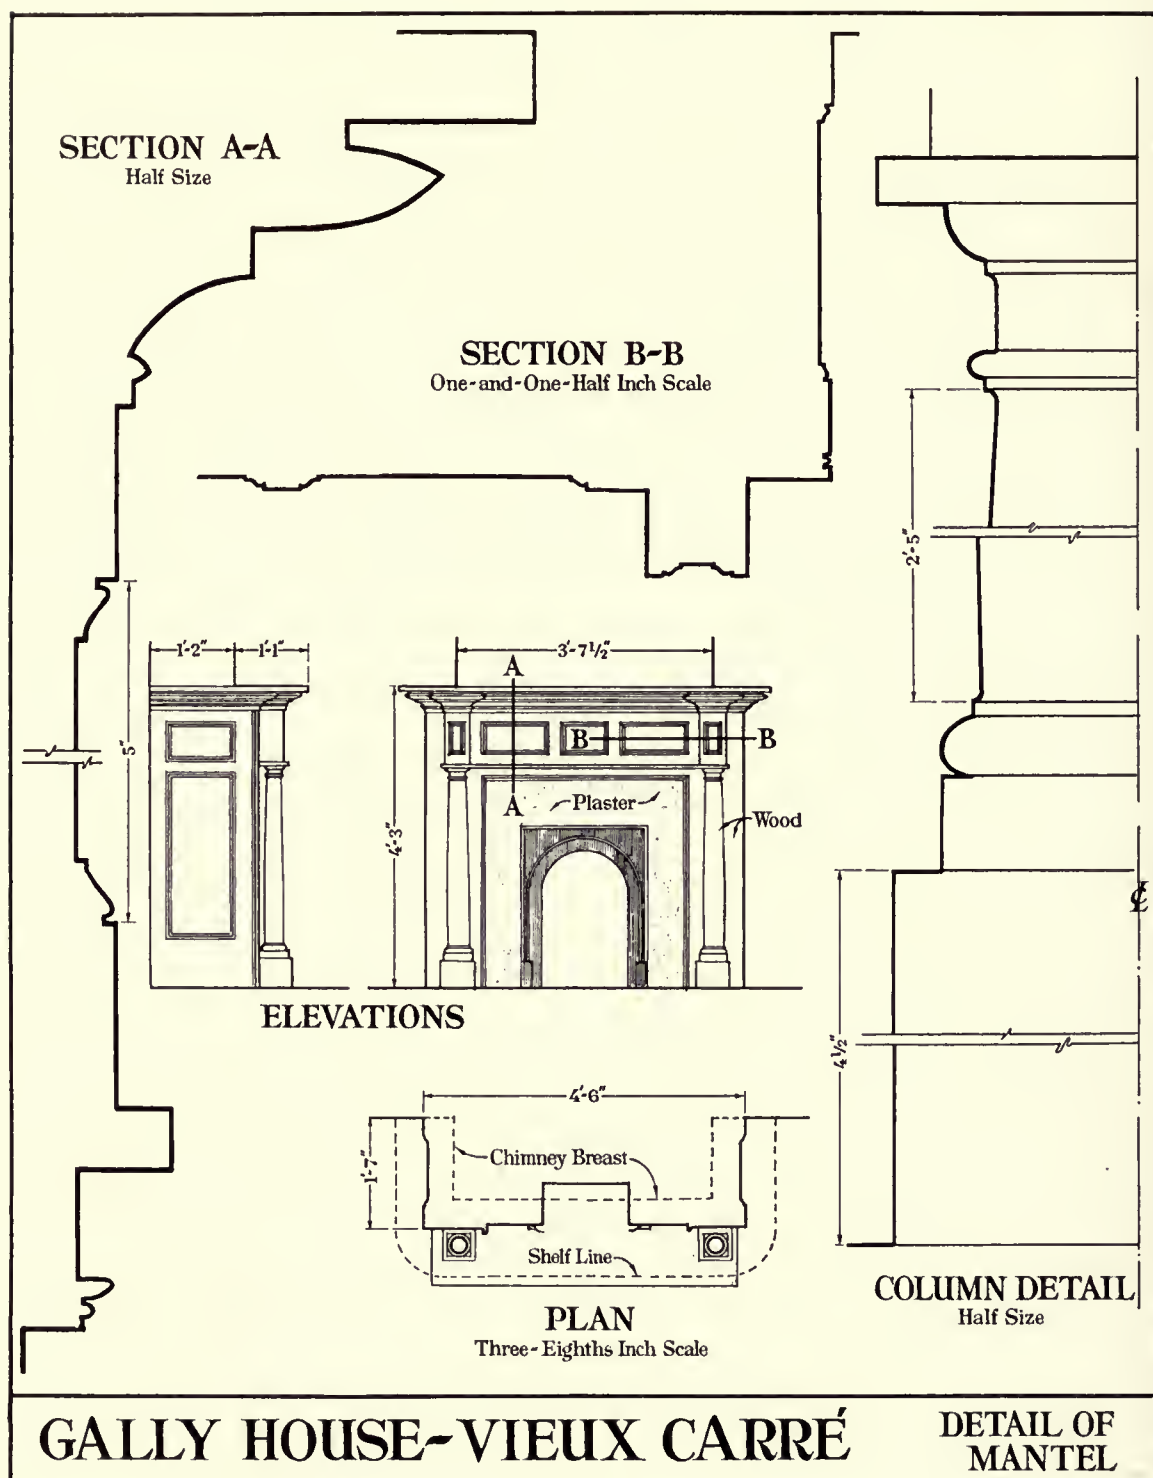 SECTION A-A
Half Size
SECTION B-B
One-and-One-Half Inch Scale
2'-5"
5"
1'-2"
1'-1"
3'-7½"
A
B
B
A
Plaster
Wood
4'-3"
ELEVATIONS
℄
4½"
4'-6"
1'-7"
Chimney Breast
Shelf Line
PLAN
Three-Eighths Inch Scale
COLUMN DETAIL
Half Size
GALLY HOUSE-VIEUX CARRÉ
DETAIL OF
MANTEL